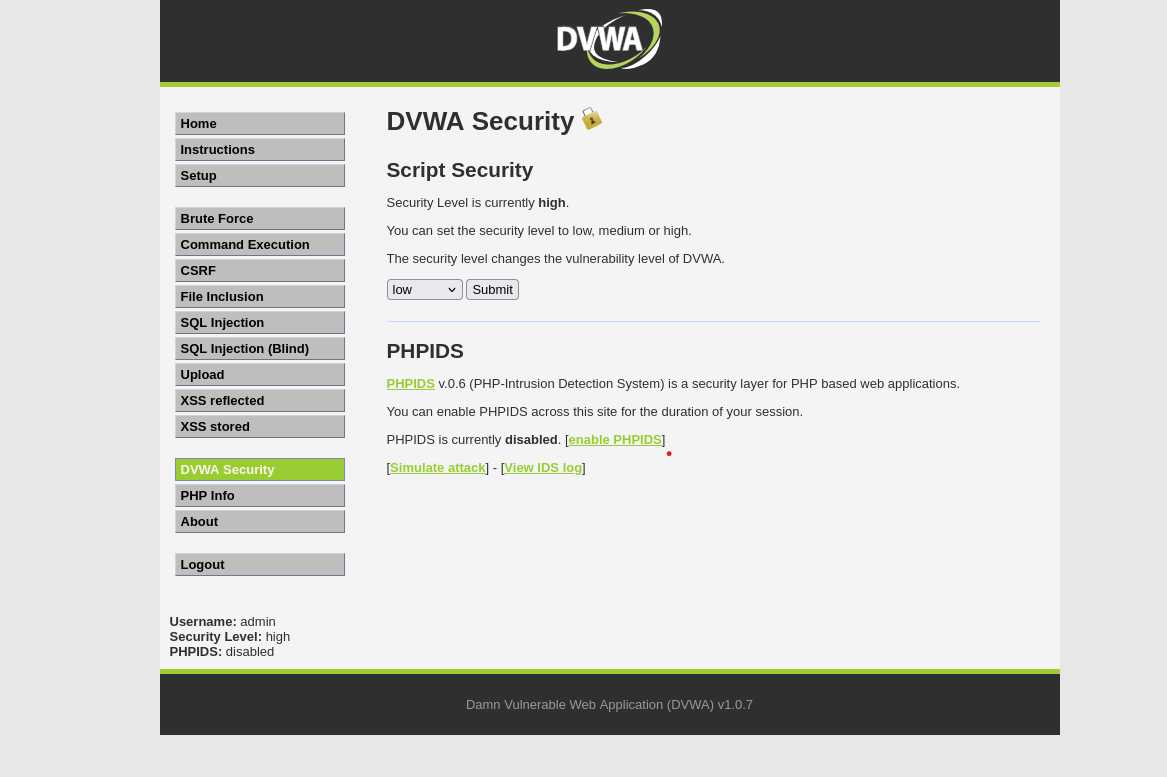 DVWA
Home
Instructions
Setup
Brute Force
Command Execution
CSRF
File Inclusion
SQL Injection
SQL Injection (Blind)
Upload
XSS reflected
XSS stored
DVWA Security
PHP Info
About
Logout
DVWA Security
Script Security
Security Level is currently high.
You can set the security level to low, medium or high.
The security level changes the vulnerability level of DVWA.
low Submit
PHPIDS
PHPIDS v.0.6 (PHP-Intrusion Detection System) is a security layer for PHP based web applications.
You can enable PHPIDS across this site for the duration of your session.
PHPIDS is currently disabled. [enable PHPIDS]
[Simulate attack] - [View IDS log]
Username: admin
Security Level: high
PHPIDS: disabled
Damn Vulnerable Web Application (DVWA) v1.0.7